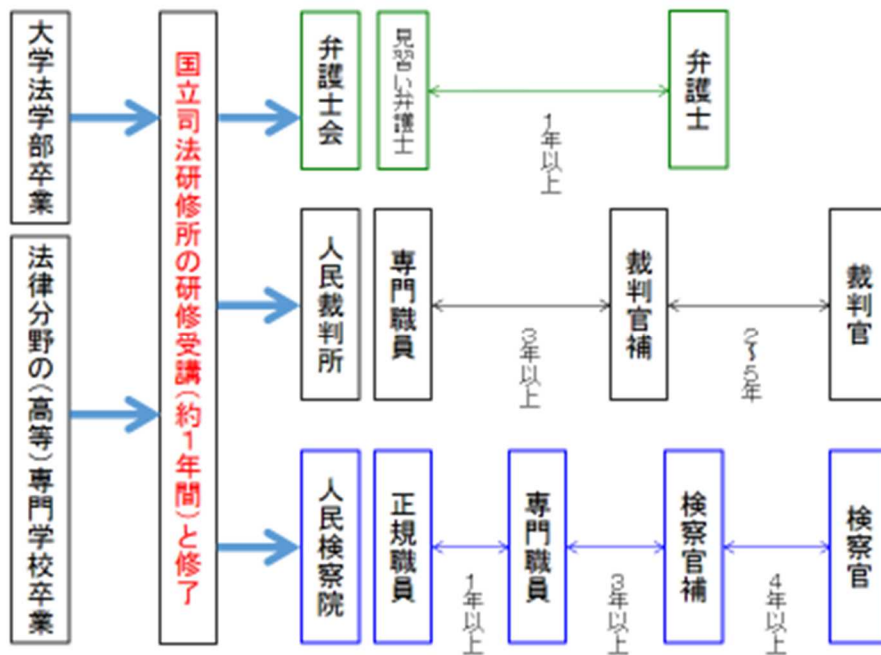 大学法学部卒業
法律分野の(高等)専門学校卒業
国立司法研修所の研修受講(約1年間)と修了
弁護士会
見習い弁護士
1年以上
弁護士
人民裁判所
専門職員
3年以上
裁判官補
2~5年
裁判官
人民検察院
正規職員
1年以上
専門職員
3年以上
検察官補
4年以上
検察官